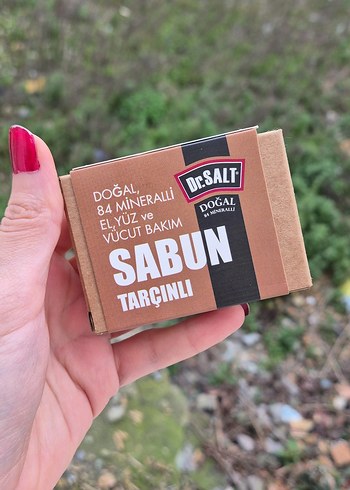 DOĞAL,
84 MİNERALLİ
EL,YÜZ ve
VÜCUT BAKIM
SABUN
TARÇINLI
Dr.SALT
DOĞAL
84 MİNERALLİ